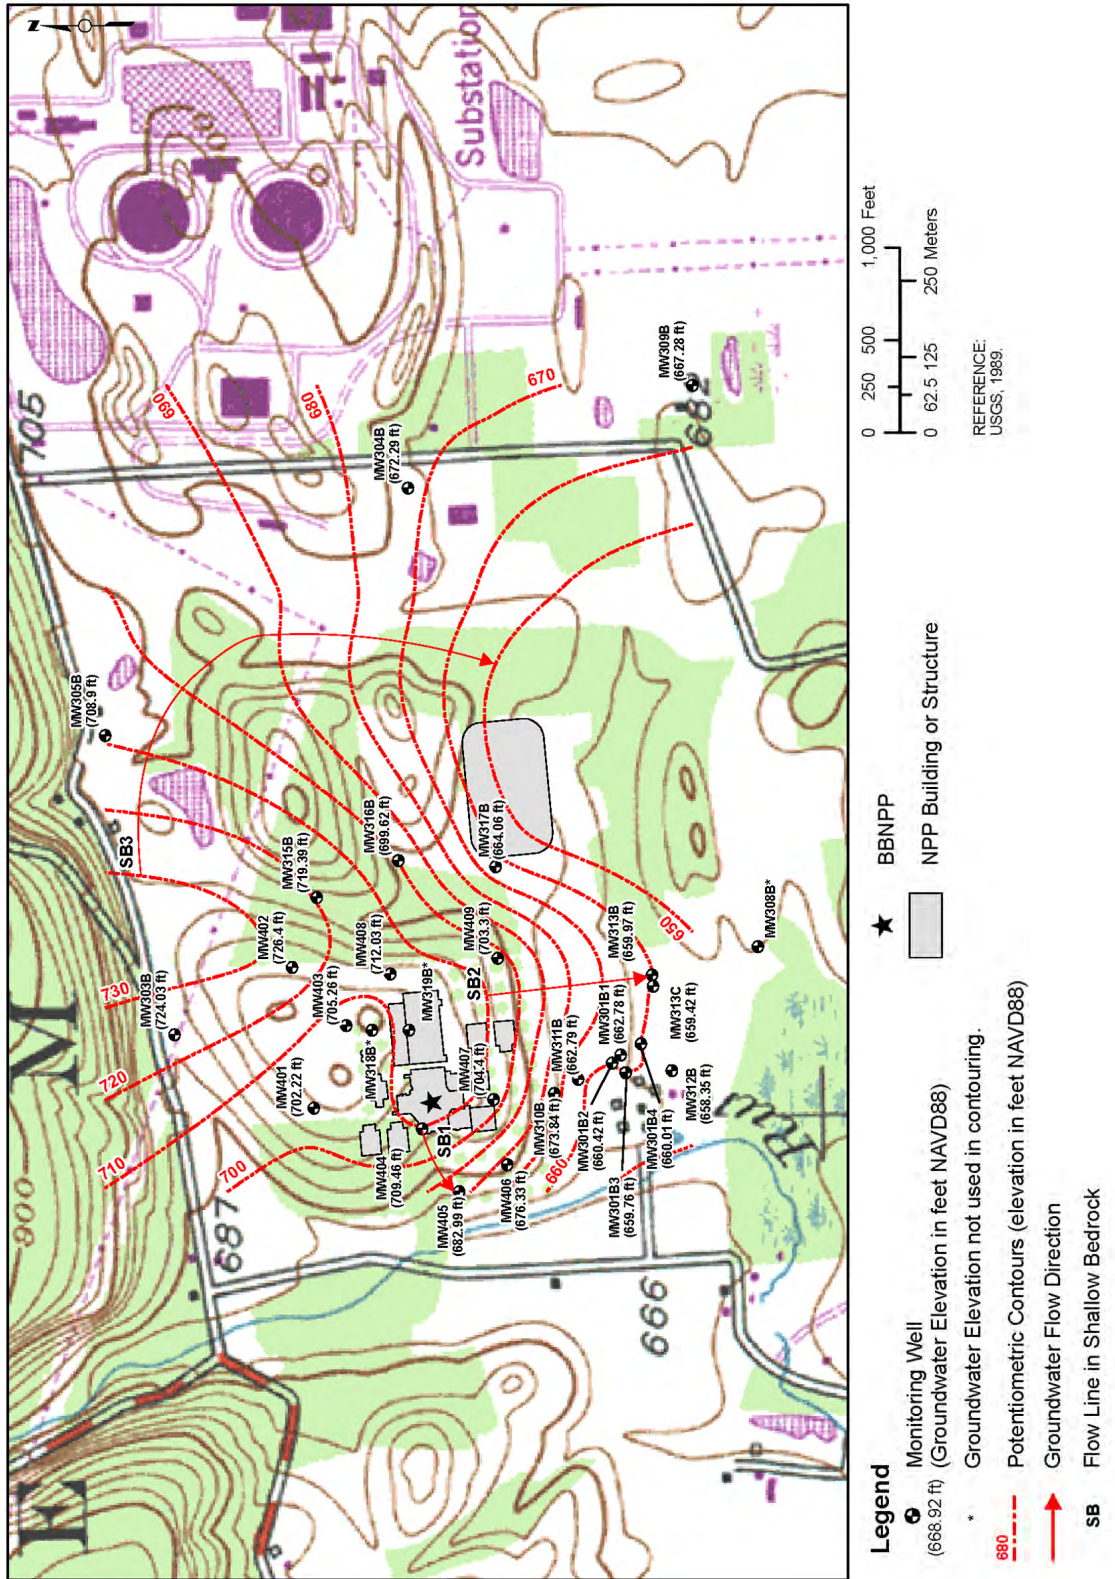 N
M
E
Substation
006
705
687
666
682
Run
900
690
680
670
730
720
710
700
660
650
SB3
SB2
SB1
MW305B
(708.9 ft)
MW304B
(672.29 ft)
MW309B
(667.28 ft)
MW303B
(724.03 ft)
MW402
(726.4 ft)
MW315B
(719.39 ft)
MW316B
(699.62 ft)
MW317B
(664.06 ft)
MW401
(702.22 ft)
MW403
(705.26 ft)
MW408
(712.03 ft)
MW409
(703.3 ft)
MW318B*
MW319B*
MW404
(709.46 ft)
MW407
(704.4 ft)
MW405
(682.99 ft)
MW406
(676.33 ft)
MW310B
(673.84 ft)
MW311B
(662.79 ft)
MW301B1
(662.78 ft)
MW301B2
(660.42 ft)
MW301B3
(659.76 ft)
MW301B4
(660.01 ft)
MW312B
(658.35 ft)
MW313C
(659.42 ft)
MW313B
(659.97 ft)
MW308B*
Legend
Monitoring Well
(668.92 ft) (Groundwater Elevation in feet NAVD88)
* Groundwater Elevation not used in contouring.
680 Potentiometric Contours (elevation in feet NAVD88)
Groundwater Flow Direction
SB Flow Line in Shallow Bedrock
BBNPP
NPP Building or Structure
0 250 500 1,000 Feet
0 62.5 125 250 Meters
REFERENCE:
USGS, 1989.